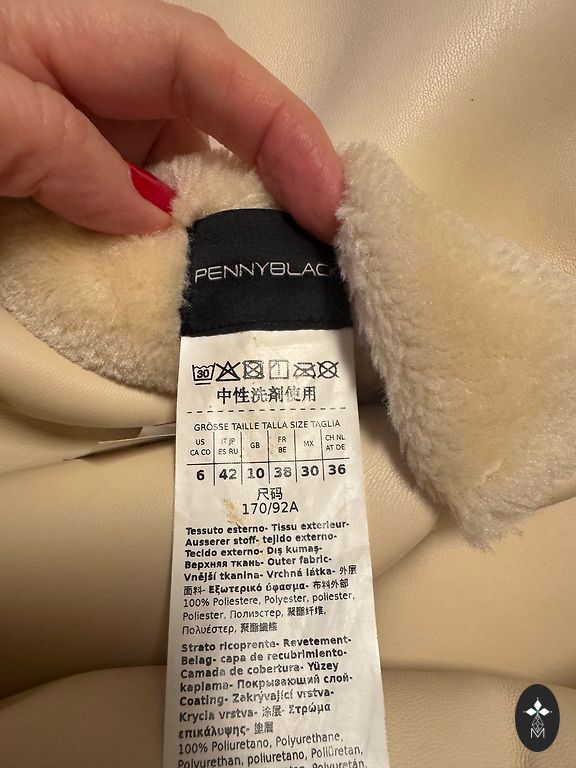 PENNYBLACK
30
中性洗剤使用
GRÖSSE TAILLE TALLA SIZE TAGLIA
US CA CO IT JP ES RU GB FR BE MX CH NL AT DE
6 42 10 38 30 36
尺码
170/92A
Tessuto esterno- Tissu exterieur-
Ausserer stoff- tejido externo-
Tecido externo- Dış kumaş-
Верхняя ткань- Outer fabric-
Vnější tkanina- Vrchná látka- 外层
面料- Εξωτερικό ύφασμα- 布料外部
100% Poliestere, Polyester, poliester,
Poliester, Полиэстер, 聚酯纤维,
Πολυέστερ, 聚酯纖維
Strato ricoprente- Revetement-
Belag- capa de recubrimiento-
Camada de cobertura- Yüzey
kaplama- Покрывающий слой-
Coating- Zakrývající vrstva-
Krycia vrstva- 涂层- Στρώμα
επικάλυψης- 塗層
100% Poliuretano, Polyurethane,
Polyurethan, poliuretano, Poliüretan,